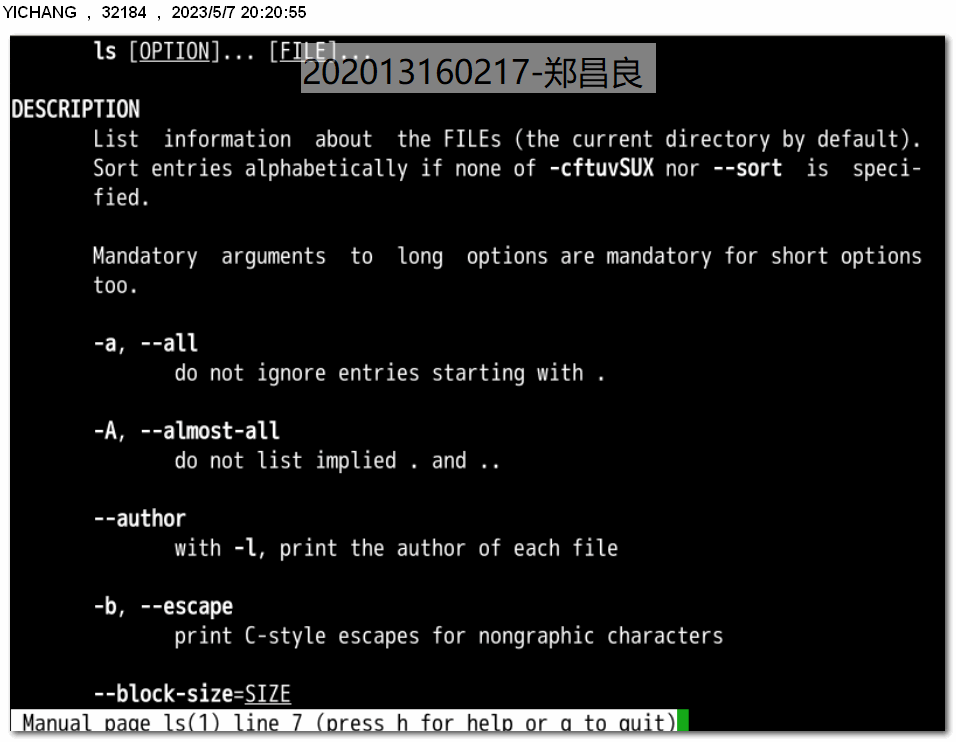 YICHANG , 32184 , 2023/5/7 20:20:55
ls [OPTION]... [FILE]...
202013160217-郑昌良
DESCRIPTION
List information about the FILEs (the current directory by default).
Sort entries alphabetically if none of -cftuvSUX nor --sort is speci-
fied.
Mandatory arguments to long options are mandatory for short options
too.
-a, --all
do not ignore entries starting with .
-A, --almost-all
do not list implied . and ..
--author
with -l, print the author of each file
-b, --escape
print C-style escapes for nongraphic characters
--block-size=SIZE
Manual page ls(1) line 7 (press h for help or q to quit)